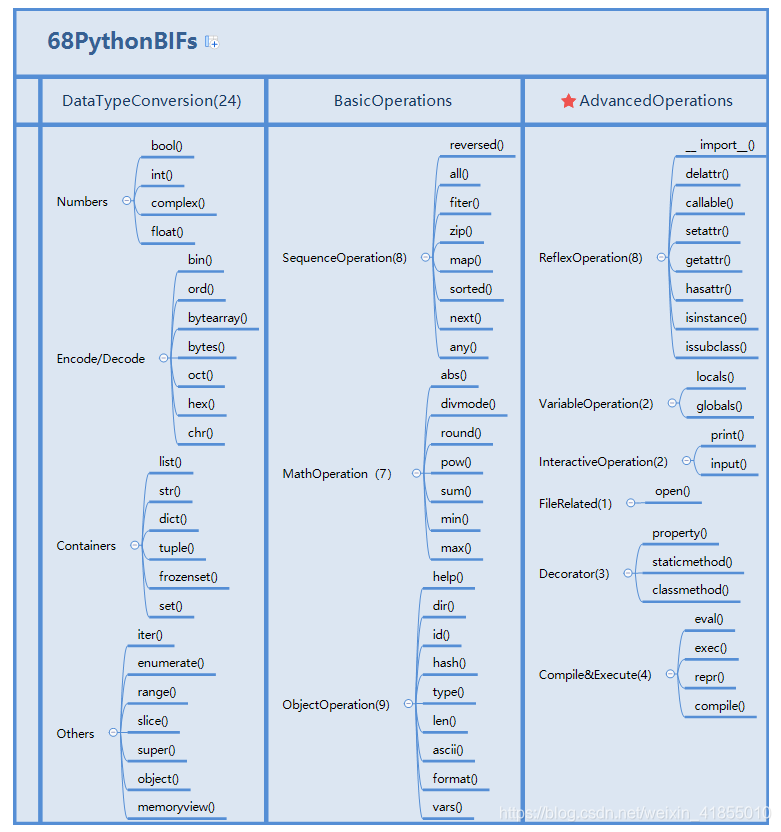 68PythonBIFs
DataTypeConversion(24)
BasicOperations
AdvancedOperations
Numbers
bool()
int()
complex()
float()
Encode/Decode
bin()
ord()
bytearray()
bytes()
oct()
hex()
chr()
Containers
list()
str()
dict()
tuple()
frozenset()
set()
Others
iter()
enumerate()
range()
slice()
super()
object()
memoryview()
SequenceOperation(8)
reversed()
all()
fiter()
zip()
map()
sorted()
next()
any()
MathOperation (7)
abs()
divmode()
round()
pow()
sum()
min()
max()
ObjectOperation(9)
help()
dir()
id()
hash()
type()
len()
ascii()
format()
vars()
ReflexOperation(8)
__ import__()
delattr()
callable()
setattr()
getattr()
hasattr()
isinstance()
issubclass()
VariableOperation(2)
locals()
globals()
InteractiveOperation(2)
print()
input()
FileRelated(1)
open()
Decorator(3)
property()
staticmethod()
classmethod()
Compile&Execute(4)
eval()
exec()
repr()
compile()
https://blog.csdn.net/weixin_41855010